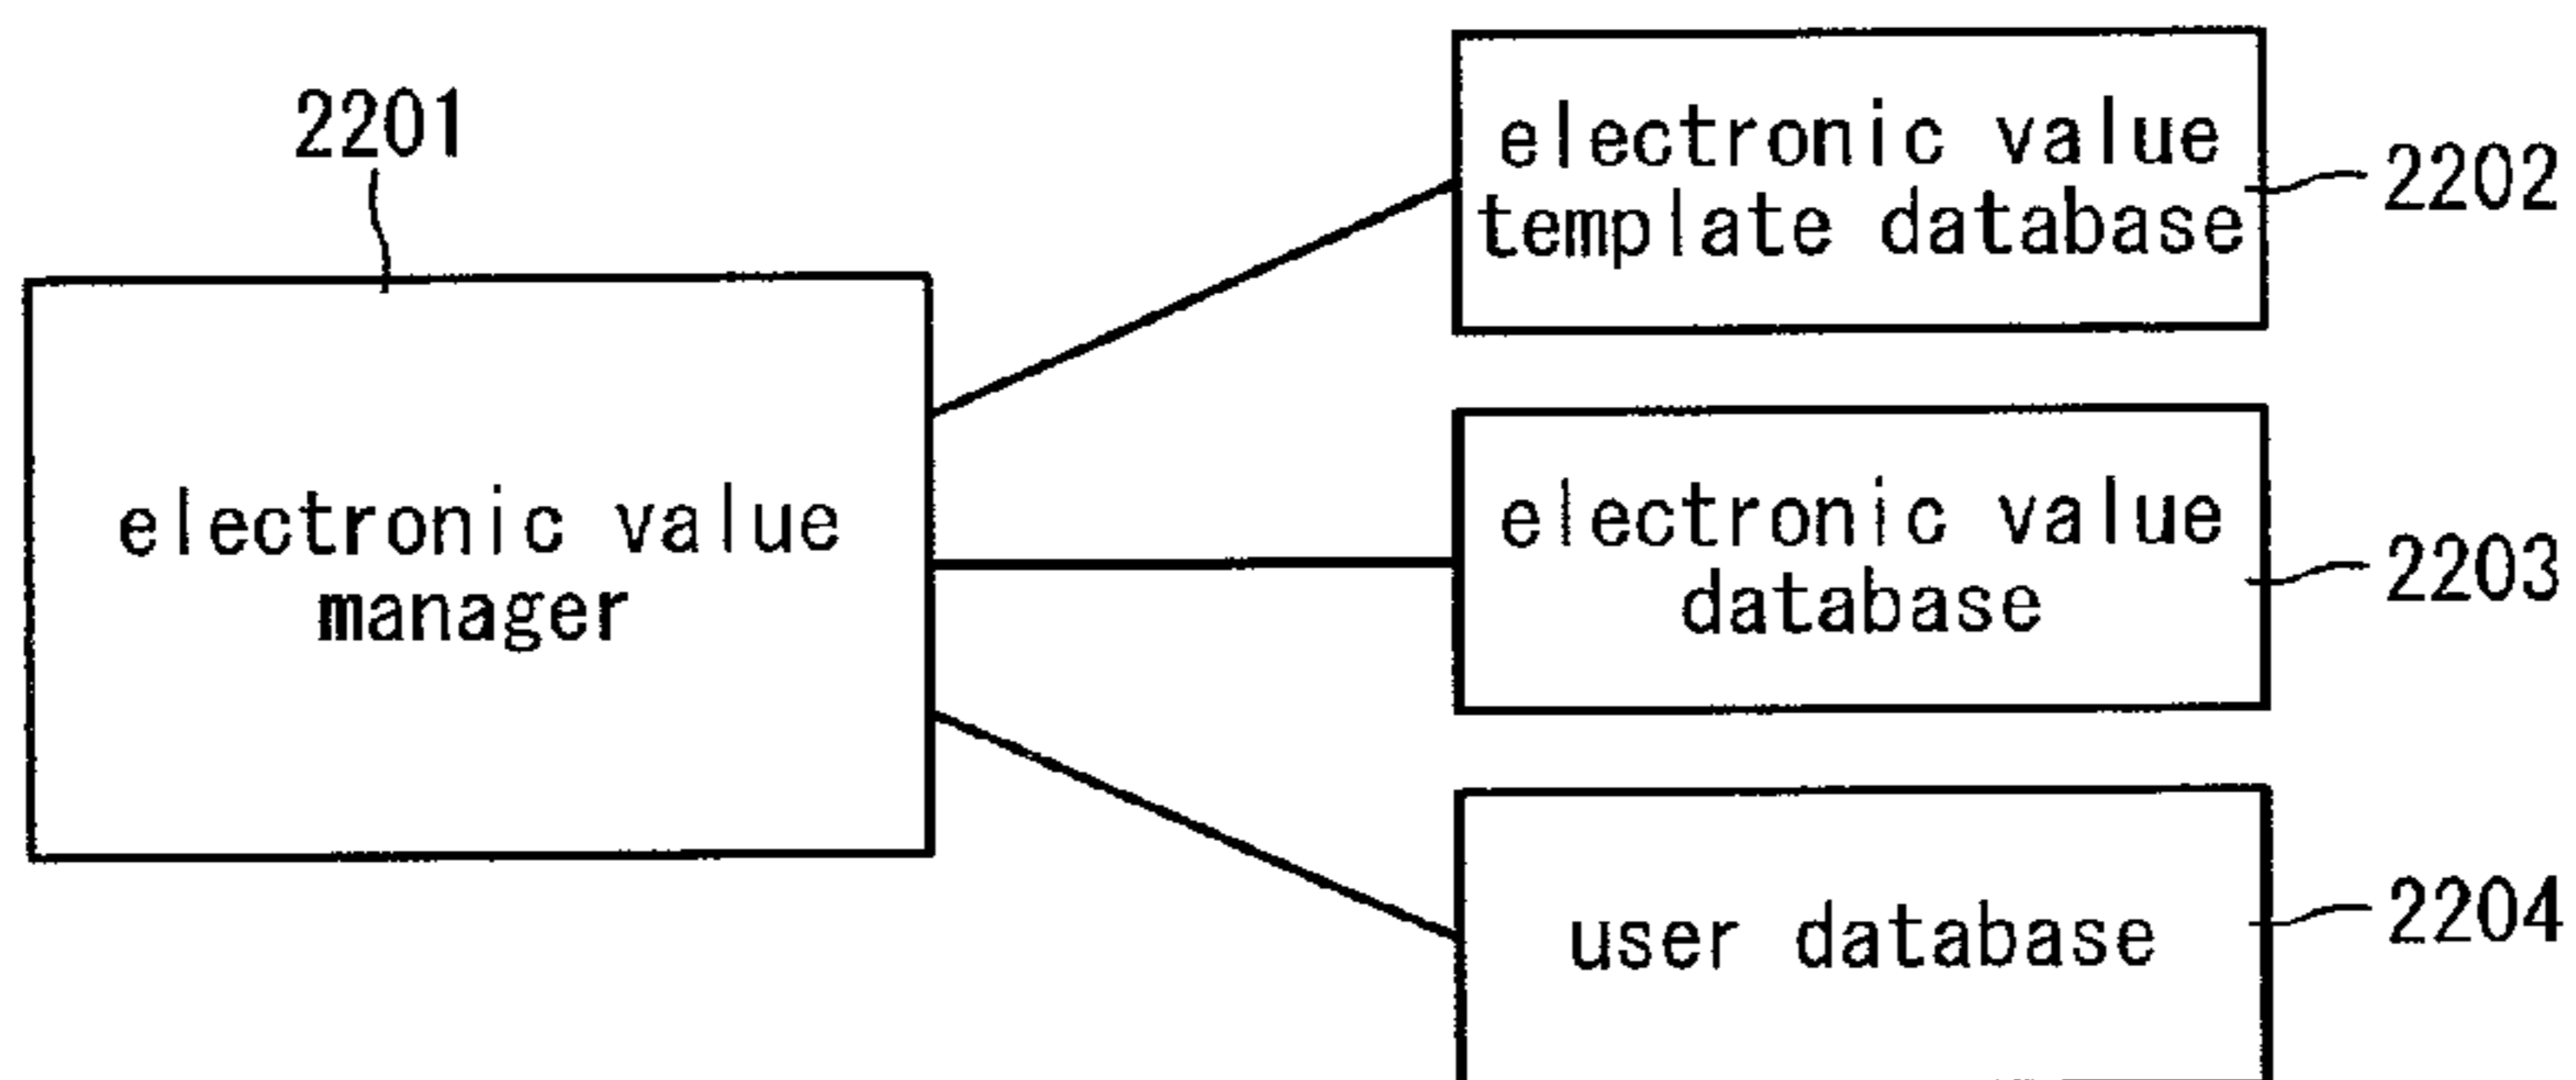 2201
electronic value
manager
electronic value
template database
2202
electronic value
database
2203
user database
2204